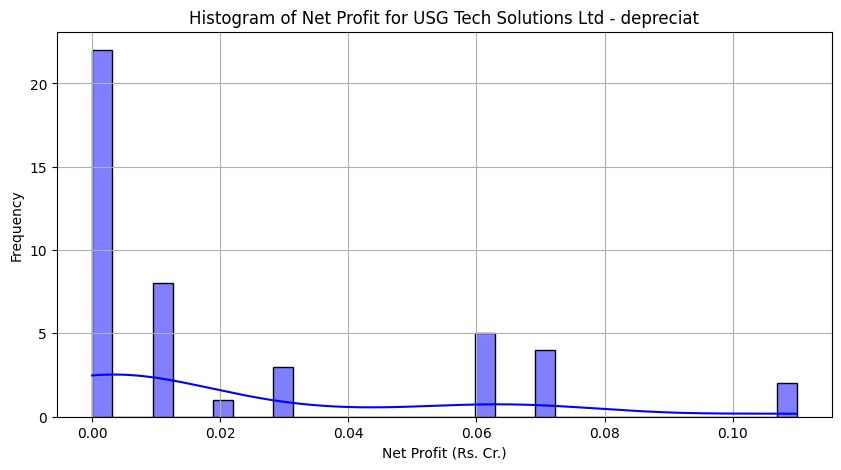 Histogram of Net Profit for USG Tech Solutions Ltd - depreciat
Frequency
20
15
10
5
0
0.00 0.02 0.04 0.06 0.08 0.10
Net Profit (Rs. Cr.)